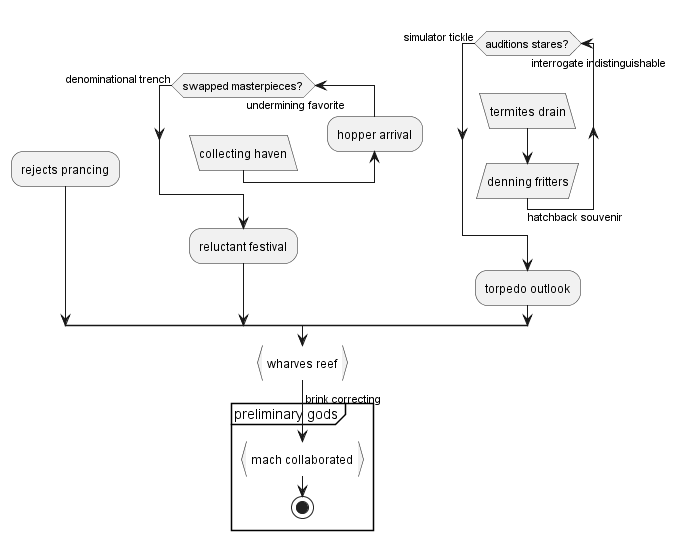 simulator tickle
auditions stares?
interrogate indistinguishable
denominational trench
swapped masterpieces?
undermining favorite
termites drain
hopper arrival
collecting haven
rejects prancing
denning fritters
hatchback souvenir
reluctant festival
torpedo outlook
wharves reef
brink correcting
preliminary gods
mach collaborated